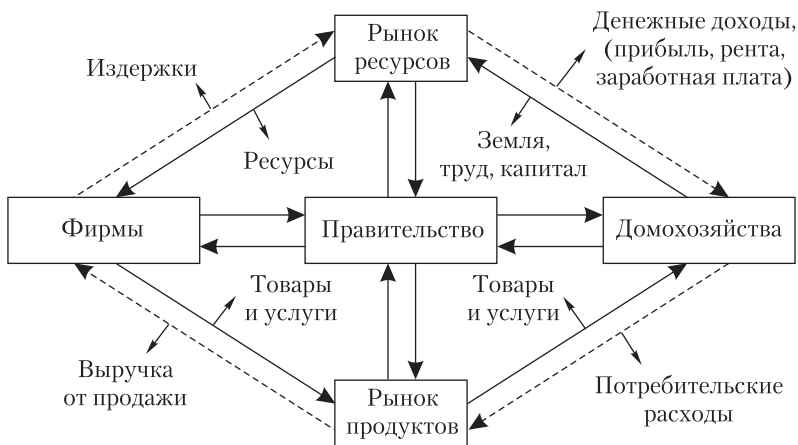 Рынок
ресурсов
Денежные доходы,
(прибыль, рента,
заработная плата)
Издержки
Ресурсы
Земля,
труд, капитал
Фирмы
Правительство
Домохозяйства
Товары
и услуги
Товары
и услуги
Выручка
от продажи
Рынок
продуктов
Потребительские
расходы